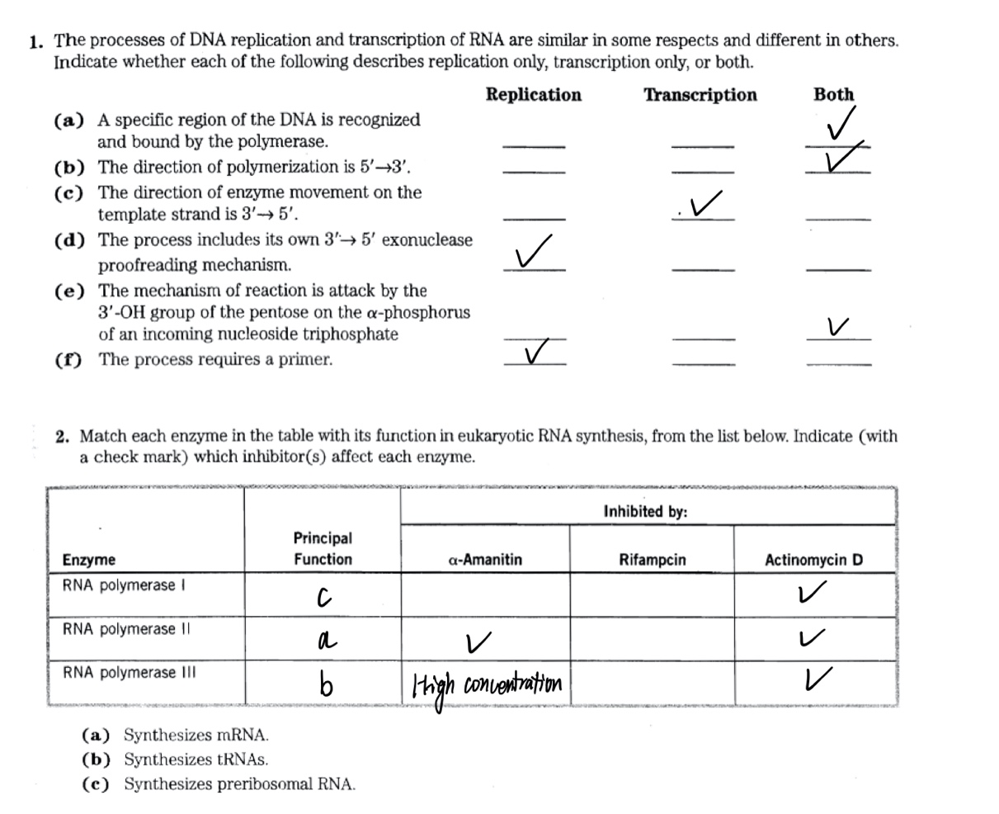 1. The processes of DNA replication and transcription of RNA are similar in some respects and different in others.
Indicate whether each of the following describes replication only, transcription only, or both.
Replication Transcription Both
(a) A specific region of the DNA is recognized
and bound by the polymerase. ✓
(b) The direction of polymerization is 5′→3′. ✓
(c) The direction of enzyme movement on the
template strand is 3′→ 5′. ✓
(d) The process includes its own 3′→ 5′ exonuclease
proofreading mechanism. ✓
(e) The mechanism of reaction is attack by the
3′-OH group of the pentose on the α-phosphorus
of an incoming nucleoside triphosphate ✓
(f) The process requires a primer. ✓
2. Match each enzyme in the table with its function in eukaryotic RNA synthesis, from the list below. Indicate (with
a check mark) which inhibitor(s) affect each enzyme.
Inhibited by:
Principal
Enzyme Function α-Amanitin Rifampcin Actinomycin D
RNA polymerase I c ✓
RNA polymerase II a ✓ ✓
RNA polymerase III b High concentration ✓
(a) Synthesizes mRNA.
(b) Synthesizes tRNAs.
(c) Synthesizes preribosomal RNA.